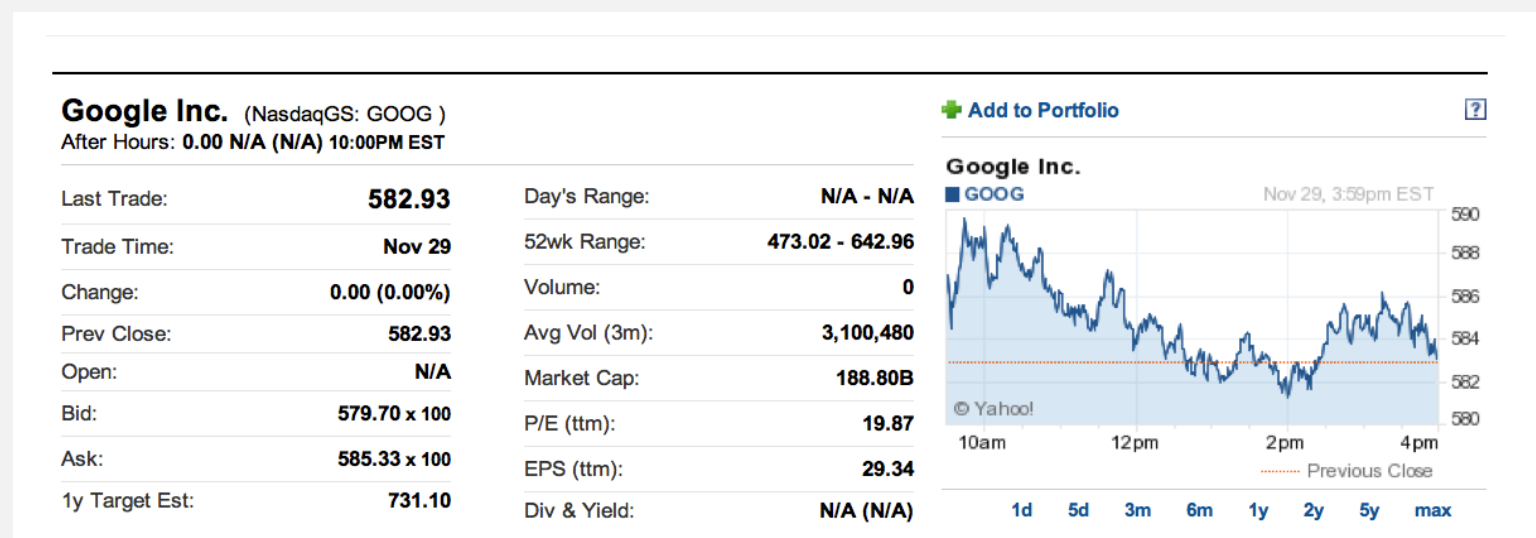 Google Inc. (NasdaqGS: GOOG )
After Hours: 0.00 N/A (N/A) 10:00PM EST
Last Trade: 582.93
Trade Time: Nov 29
Change: 0.00 (0.00%)
Prev Close: 582.93
Open: N/A
Bid: 579.70 x 100
Ask: 585.33 x 100
1y Target Est: 731.10
Day's Range: N/A - N/A
52wk Range: 473.02 - 642.96
Volume: 0
Avg Vol (3m): 3,100,480
Market Cap: 188.80B
P/E (ttm): 19.87
EPS (ttm): 29.34
Div & Yield: N/A (N/A)
Add to Portfolio ?
Google Inc.
GOOG Nov 29, 3:59pm EST
590
588
586
584
582
580
© Yahoo!
10am 12pm 2pm 4pm
Previous Close
1d 5d 3m 6m 1y 2y 5y max